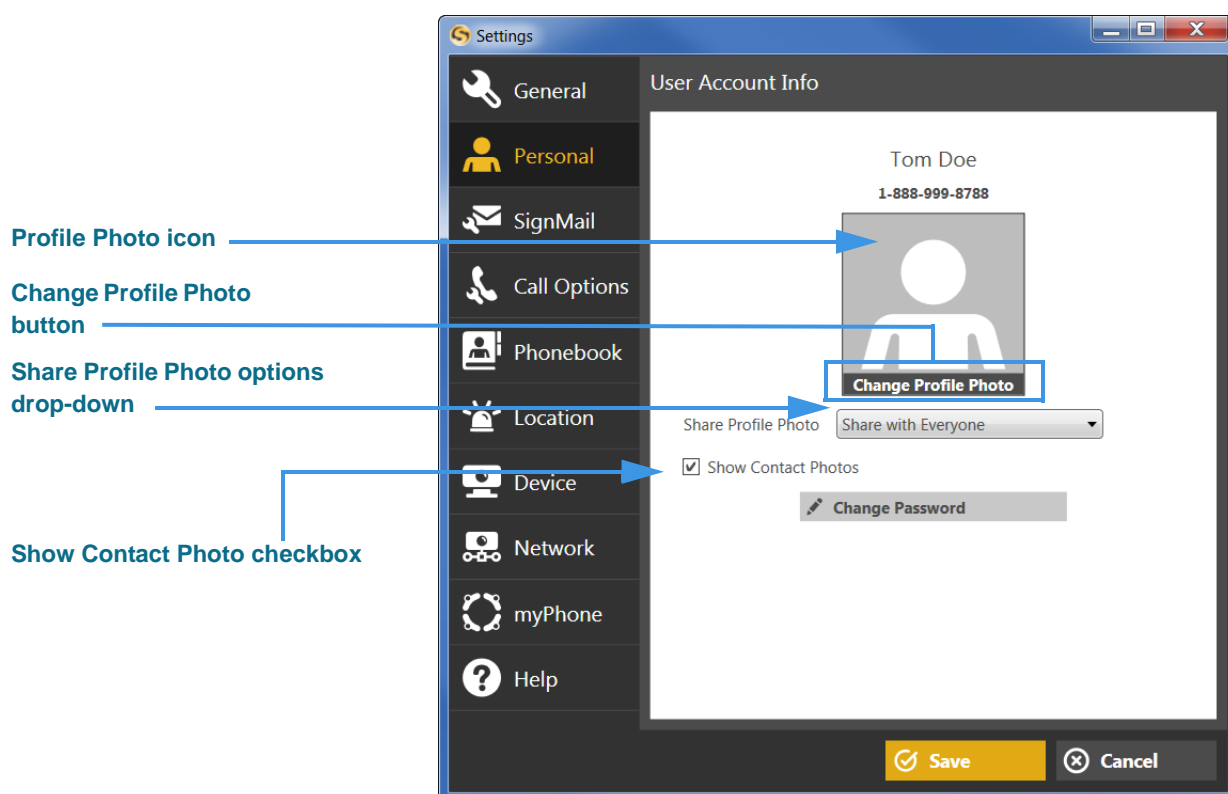 Settings
General
Personal
SignMail
Call Options
Phonebook
Location
Device
Network
myPhone
Help
User Account Info
Tom Doe
1-888-999-8788
Change Profile Photo
Share Profile Photo
Share with Everyone
Show Contact Photos
Change Password
Save
Cancel
Profile Photo icon
Change Profile Photo
button
Share Profile Photo options
drop-down
Show Contact Photo checkbox